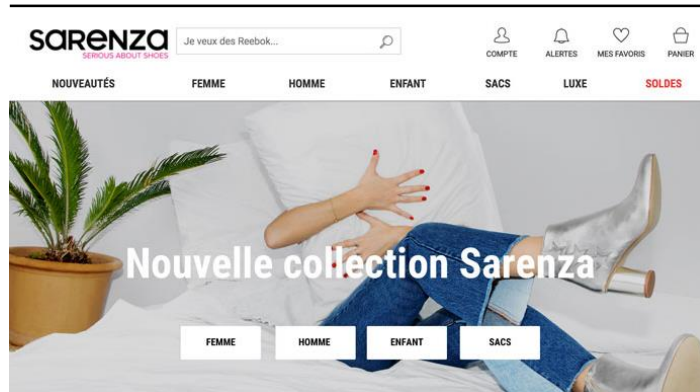 sarenza
SERIOUS ABOUT SHOES
Je veux des Reebok...
COMPTE
ALERTES
MES FAVORIS
PANIER
NOUVEAUTÉS
FEMME
HOMME
ENFANT
SACS
LUXE
SOLDES
Nouvelle collection Sarenza
FEMME
HOMME
ENFANT
SACS